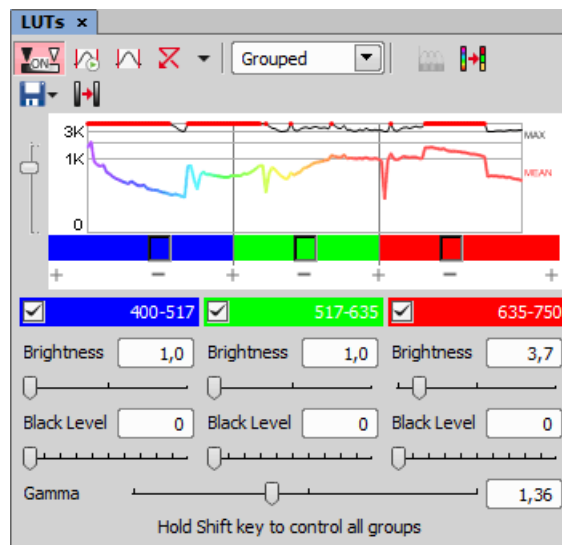 LUTs ×
ON Grouped
3K
MAX
1K
MEAN
0
+ − + − + − +
400-517 517-635 635-750
Brightness 1,0 Brightness 1,0 Brightness 3,7
Black Level 0 Black Level 0 Black Level 0
Gamma 1,36
Hold Shift key to control all groups